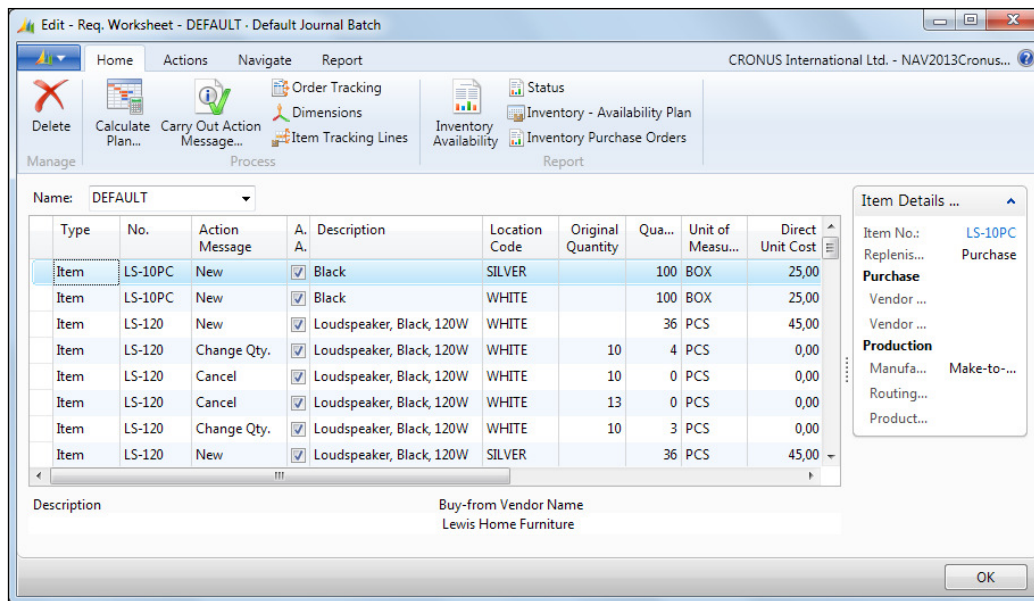 Edit - Req. Worksheet - DEFAULT · Default Journal Batch
Home Actions Navigate Report CRONUS International Ltd. - NAV2013Cronus...
Delete
Calculate Plan...
Carry Out Action Message...
Order Tracking
Dimensions
Item Tracking Lines
Inventory Availability
Status
Inventory - Availability Plan
Inventory Purchase Orders
Manage Process Report
Name: DEFAULT
Type No. Action Message A. A. Description Location Code Original Quantity Qua... Unit of Measu... Direct Unit Cost
Item LS-10PC New Black SILVER 100 BOX 25,00
Item LS-10PC New Black WHITE 100 BOX 25,00
Item LS-120 New Loudspeaker, Black, 120W WHITE 36 PCS 45,00
Item LS-120 Change Qty. Loudspeaker, Black, 120W WHITE 10 4 PCS 0,00
Item LS-120 Cancel Loudspeaker, Black, 120W WHITE 10 0 PCS 0,00
Item LS-120 Cancel Loudspeaker, Black, 120W WHITE 13 0 PCS 0,00
Item LS-120 Change Qty. Loudspeaker, Black, 120W WHITE 10 3 PCS 0,00
Item LS-120 New Loudspeaker, Black, 120W SILVER 36 PCS 45,00
Item Details ...
Item No.: LS-10PC
Replenis... Purchase
Purchase
Vendor ...
Vendor ...
Production
Manufa... Make-to-...
Routing...
Product...
Description Buy-from Vendor Name
Lewis Home Furniture
OK